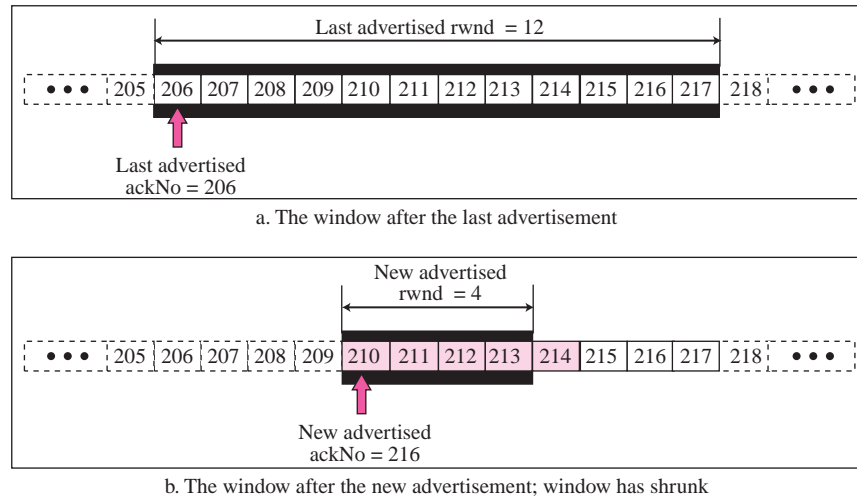 Last advertised rwnd = 12
• • • 205 206 207 208 209 210 211 212 213 214 215 216 217 218 • • •
Last advertised
ackNo = 206
a. The window after the last advertisement
New advertised
rwnd = 4
• • • 205 206 207 208 209 210 211 212 213 214 215 216 217 218 • • •
New advertised
ackNo = 216
b. The window after the new advertisement; window has shrunk